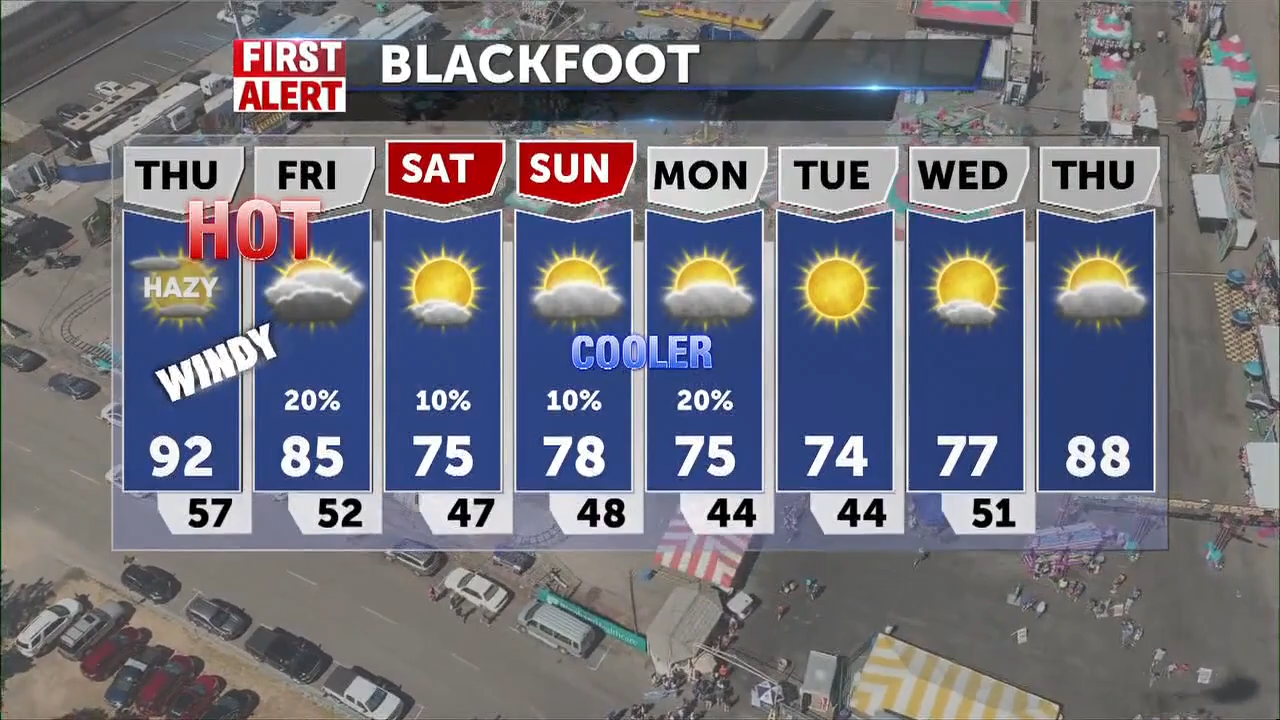 FIRST
ALERT
BLACKFOOT
THU FRI SAT SUN MON TUE WED THU
HOT
HAZY
WINDY
COOLER
20% 10% 10% 20%
92 85 75 78 75 74 77 88
57 52 47 48 44 44 51